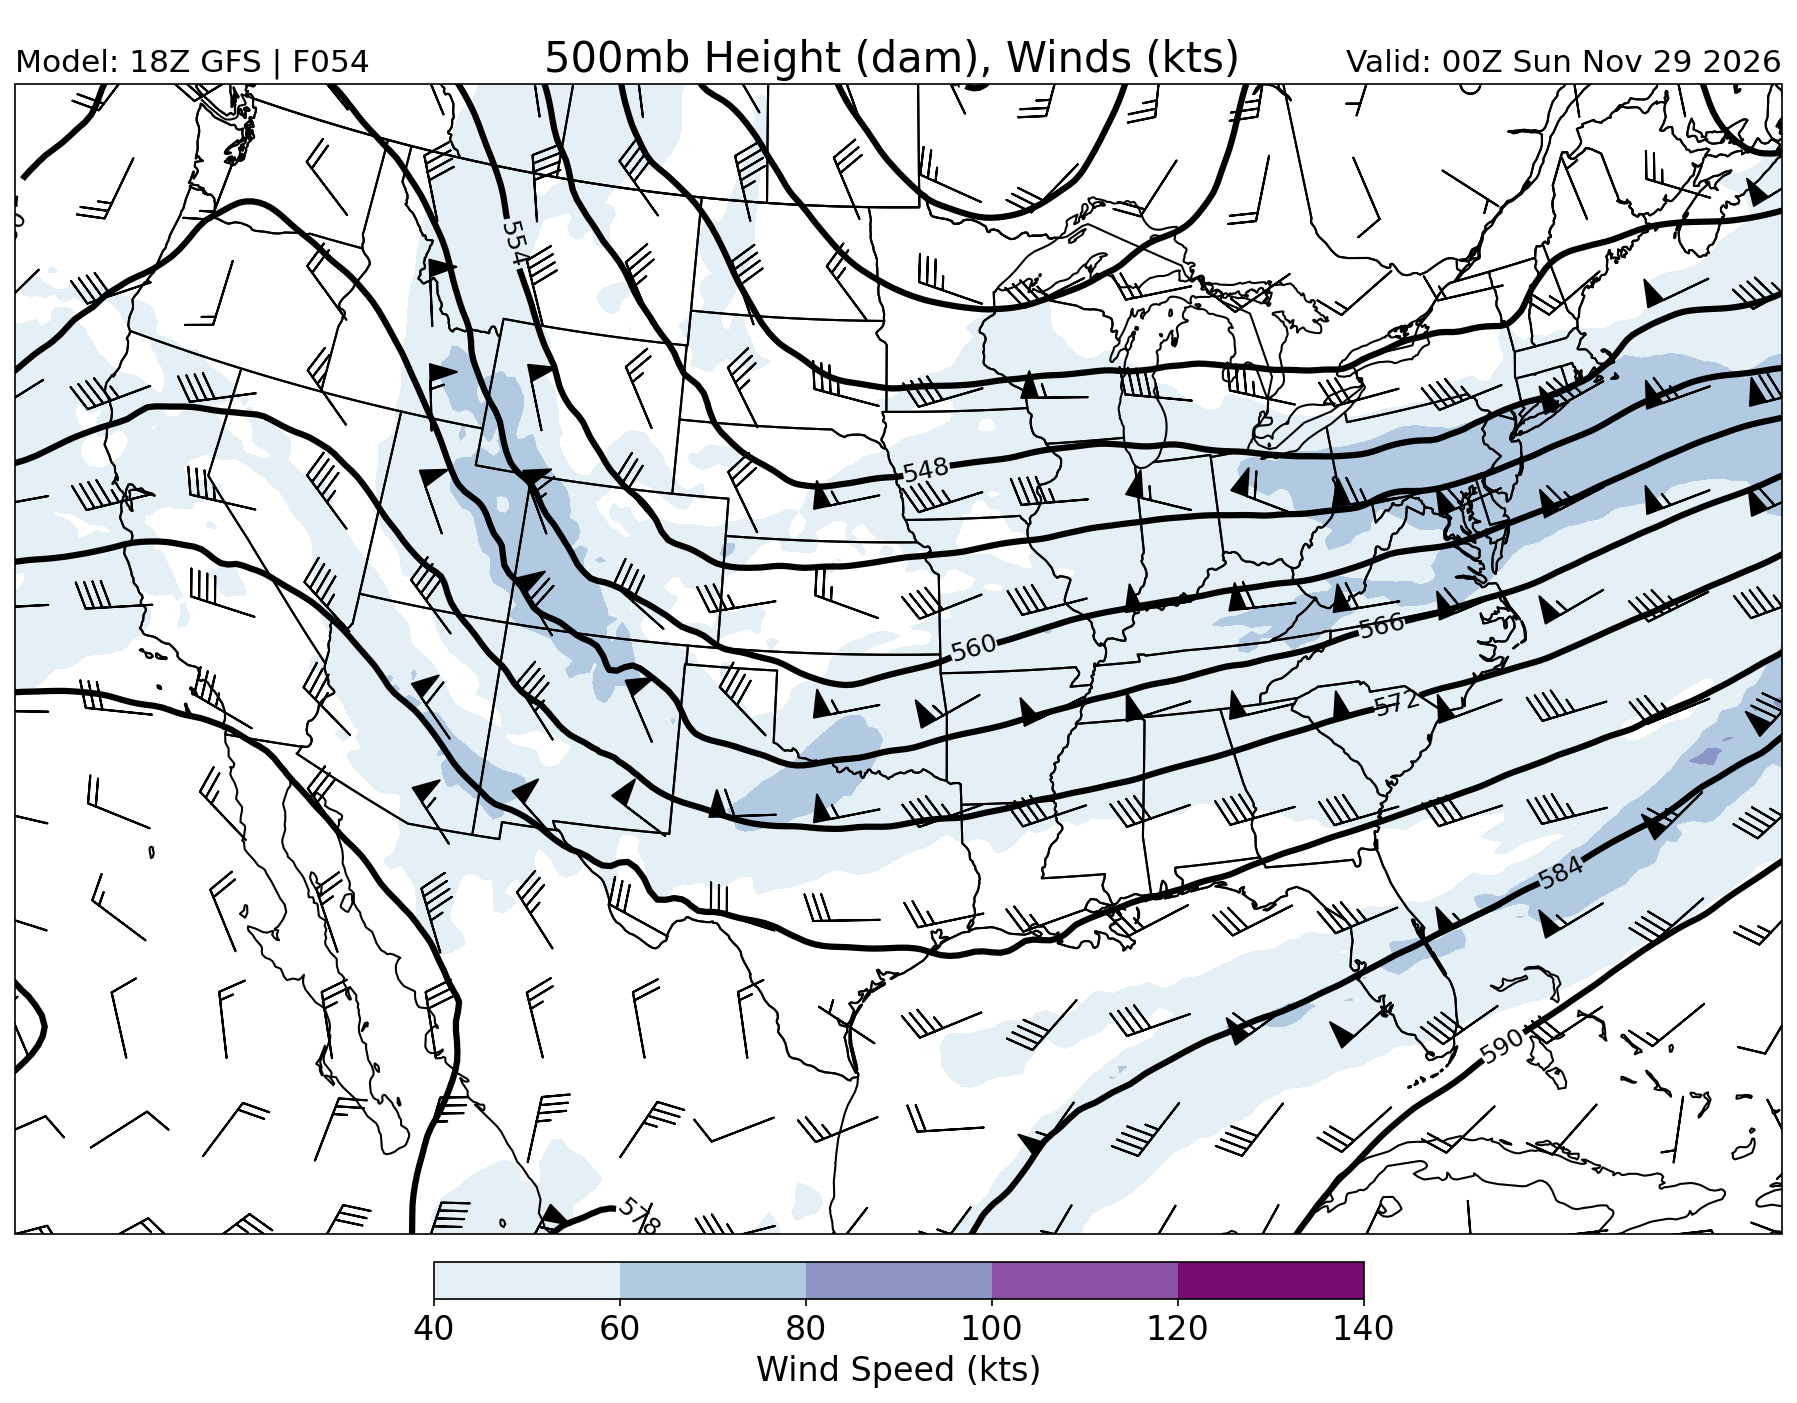 Model: 18Z GFS | F054
500mb Height (dam), Winds (kts)
Valid: 00Z Sun Nov 29 2026
554
548
560
566
572
584
590
578
40 60 80 100 120 140
Wind Speed (kts)